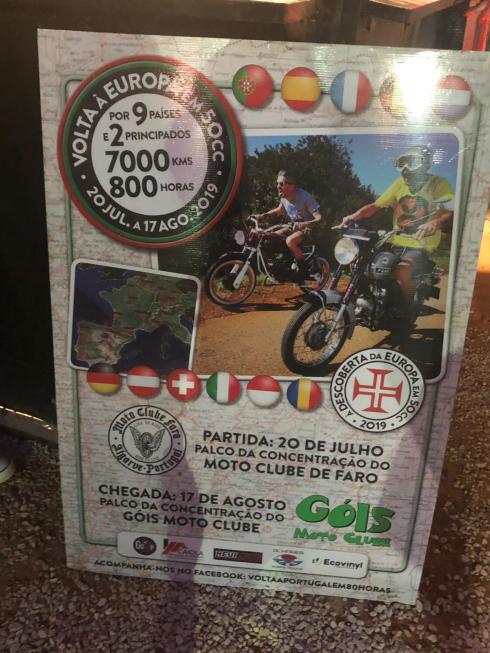 VOLTA À EUROPA EM 50CC
POR 9 PAÍSES
E 2 PRINCIPADOS
7000 KMS
800 HORAS
20 JUL. A 17 AGO. 2019
A DESCOBERTA DA EUROPA EM 50CC
2019
Moto Clube Faro
Algarve-Portugal
PARTIDA: 20 DE JULHO
PALCO DA CONCENTRAÇÃO DO
MOTO CLUBE DE FARO
CHEGADA: 17 DE AGOSTO
PALCO DA CONCENTRAÇÃO DO
GÓIS MOTO CLUBE
GÓIS
MOTO CLUBE
Ecovinyl
ACOMPANHA-NOS NO FACEBOOK: VOLTAAPORTUGALEM80HORAS